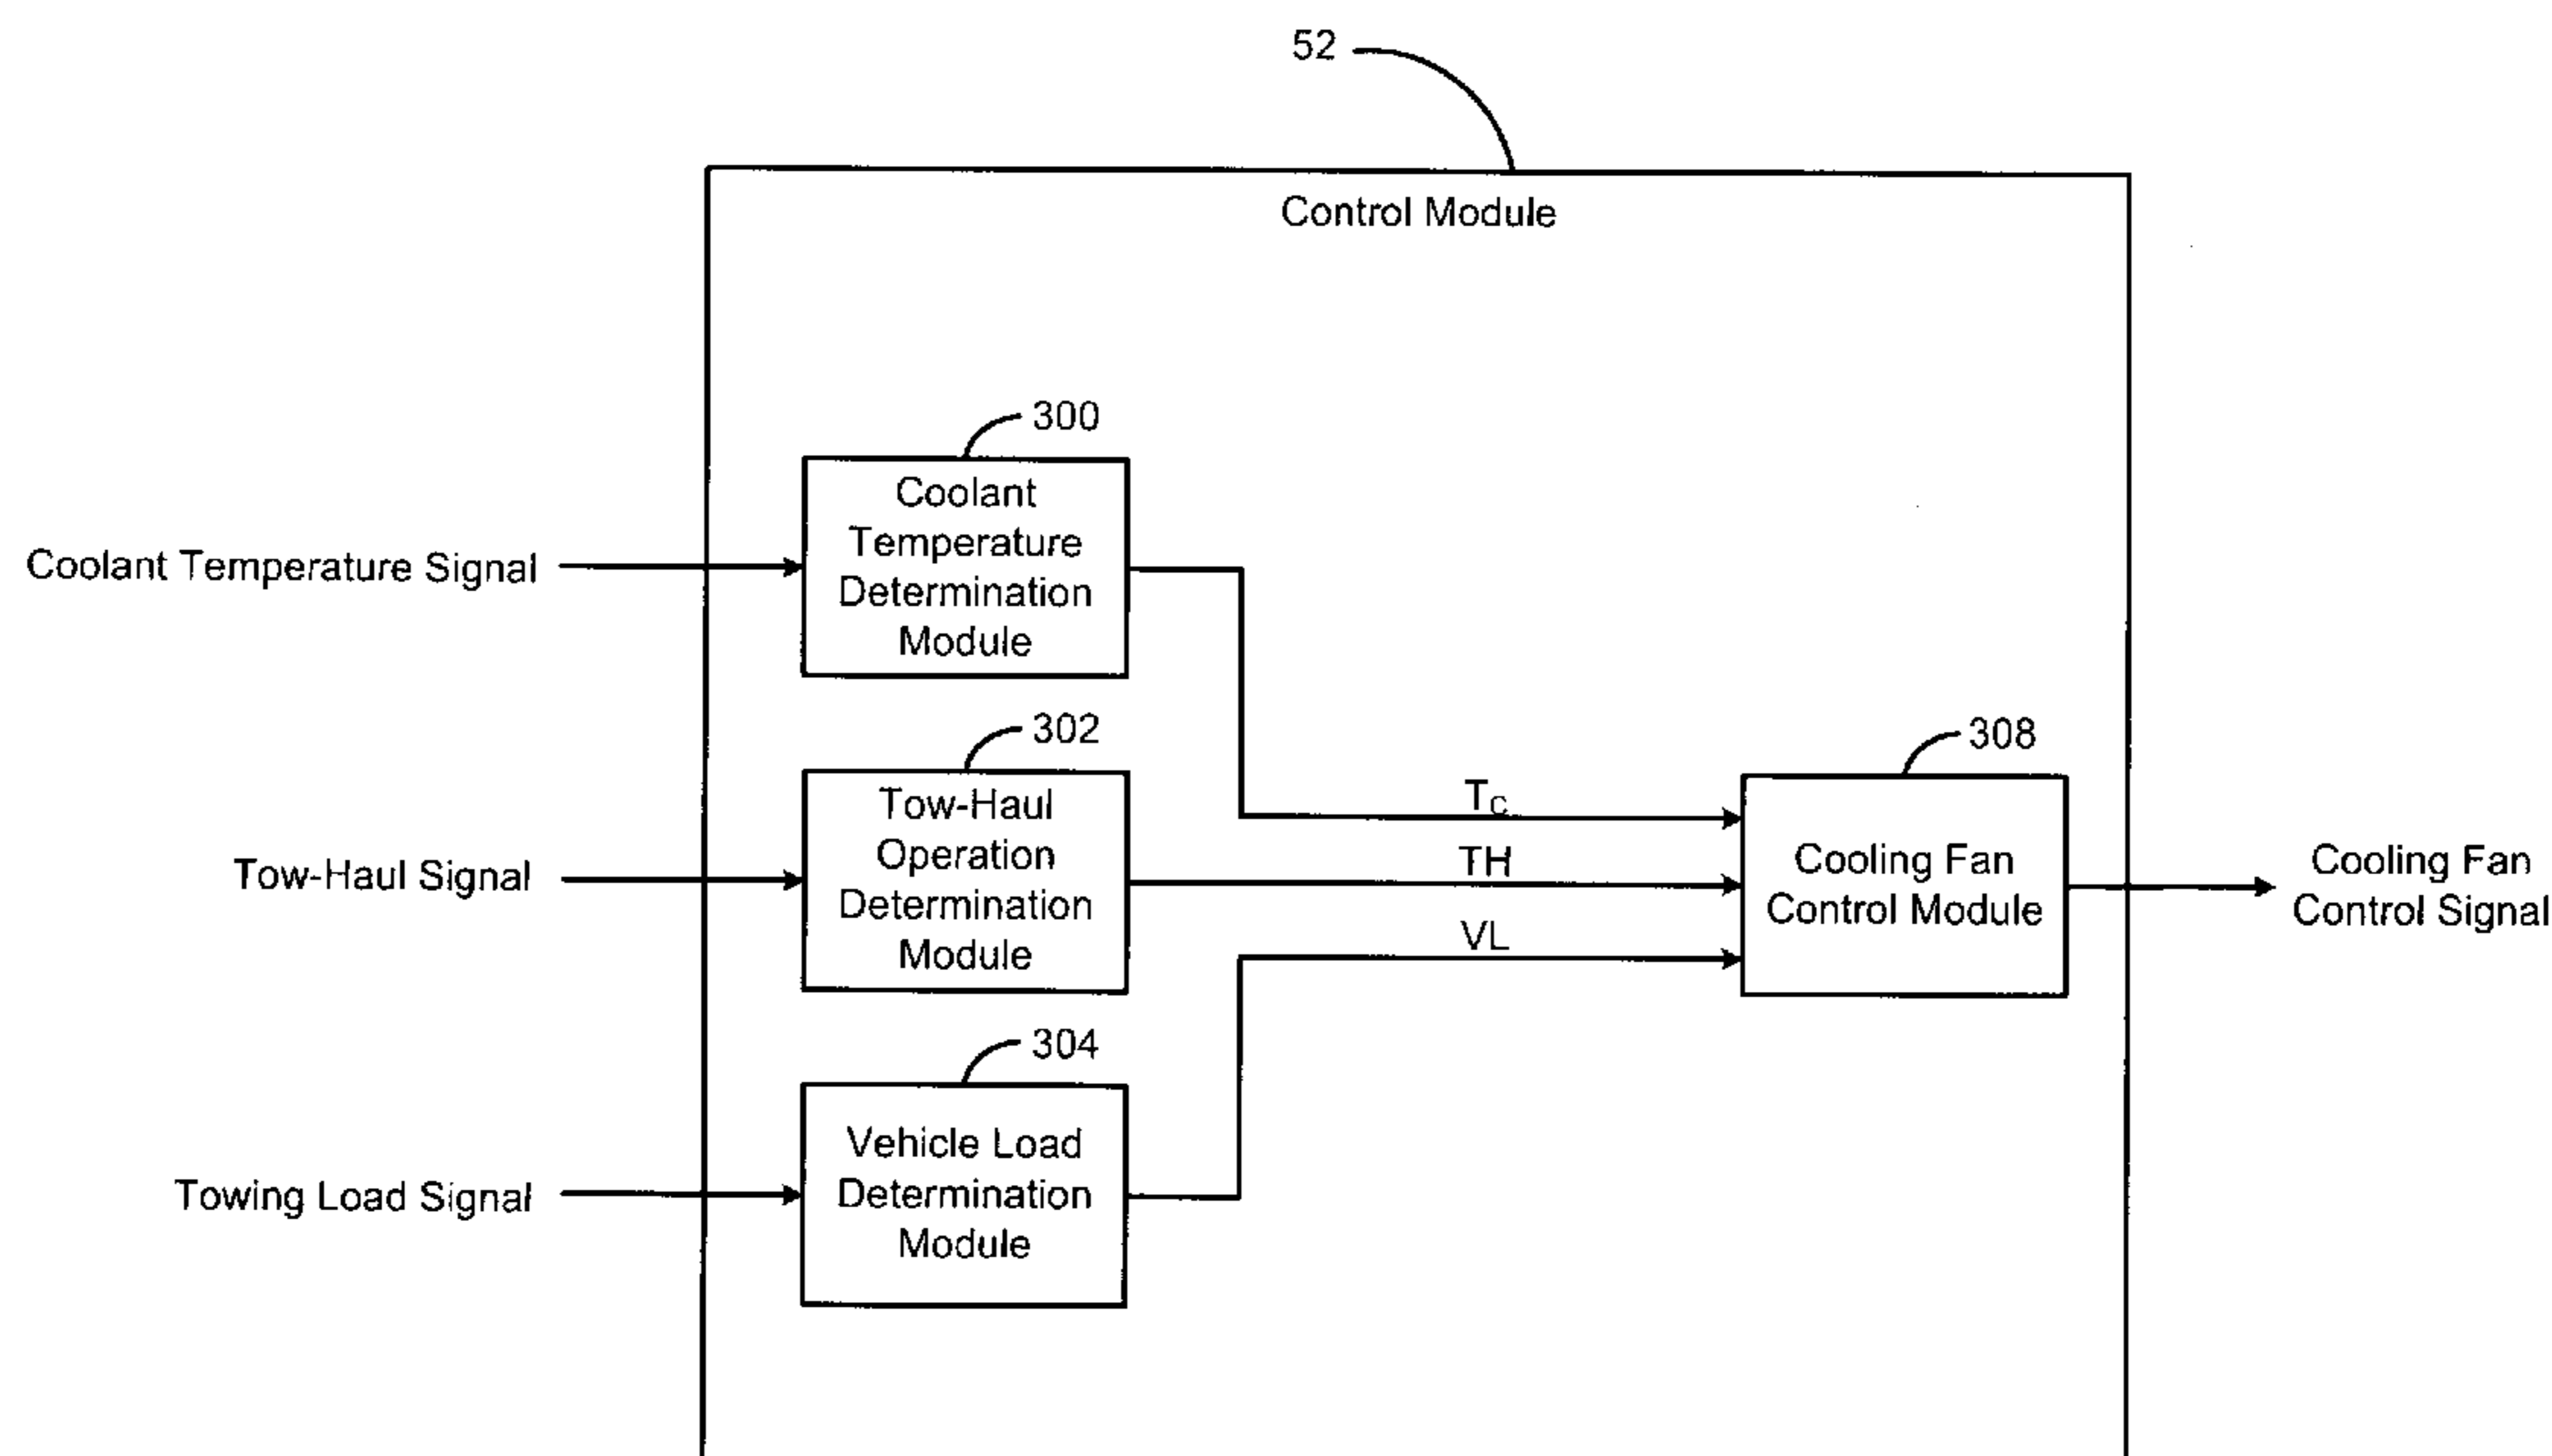 52
Control Module
300
Coolant
Temperature
Determination
Module
Coolant Temperature Signal
302
Tow-Haul
Operation
Determination
Module
Tow-Haul Signal
304
Vehicle Load
Determination
Module
Towing Load Signal
TC
TH
VL
308
Cooling Fan
Control Module
Cooling Fan
Control Signal